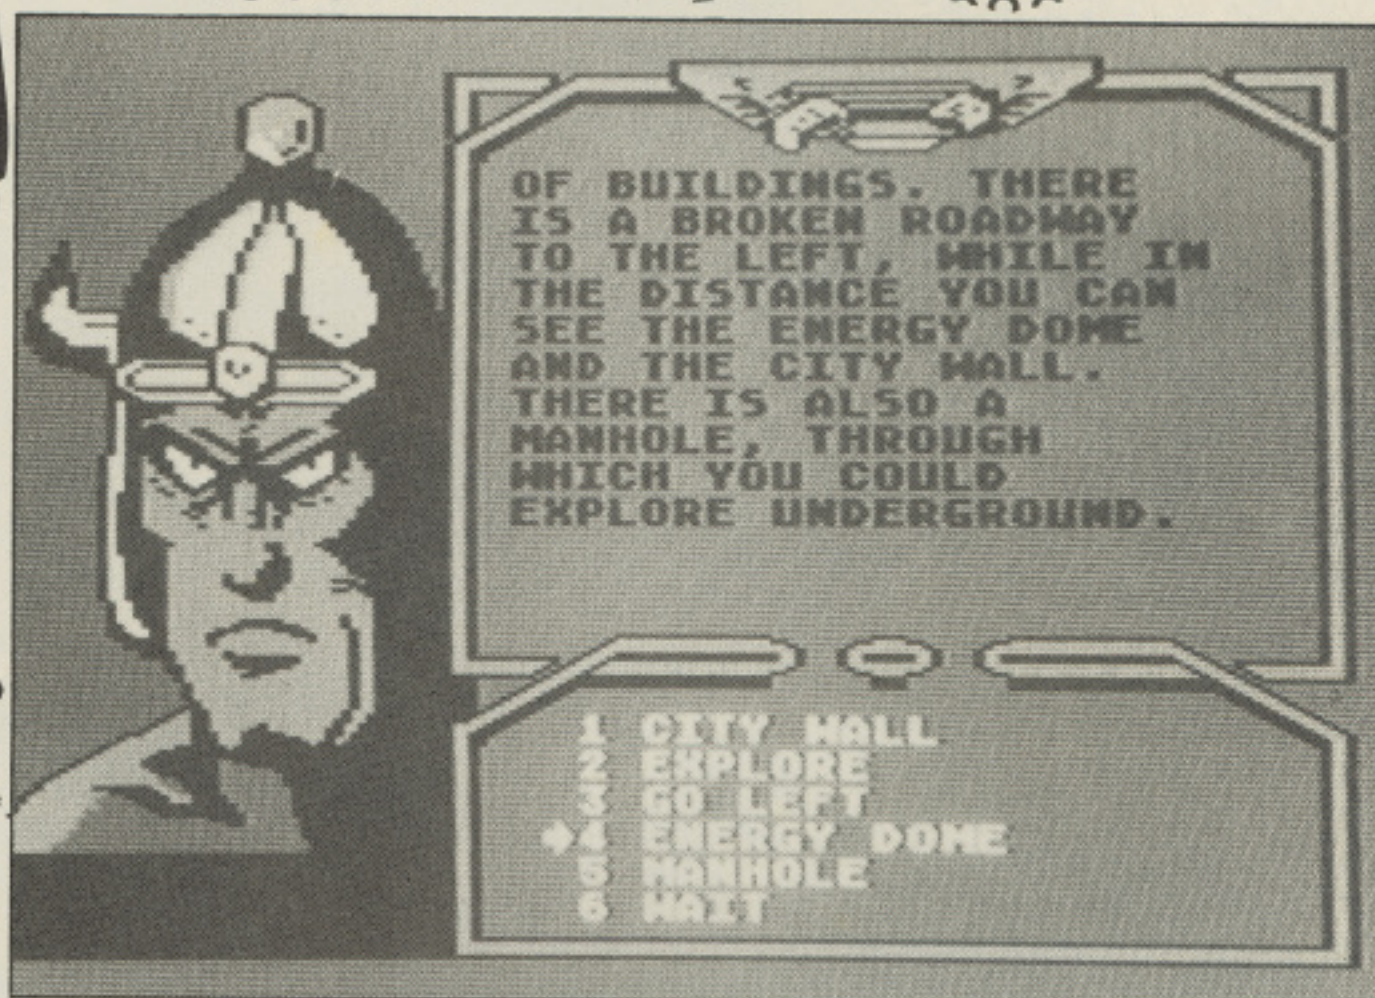 OF BUILDINGS. THERE
IS A BROKEN ROADWAY
TO THE LEFT, WHILE IN
THE DISTANCE YOU CAN
SEE THE ENERGY DOME
AND THE CITY WALL.
THERE IS ALSO A
MANHOLE, THROUGH
WHICH YOU COULD
EXPLORE UNDERGROUND.
1 CITY WALL
2 EXPLORE
3 GO LEFT
➔4 ENERGY DOME
5 MANHOLE
6 WAIT